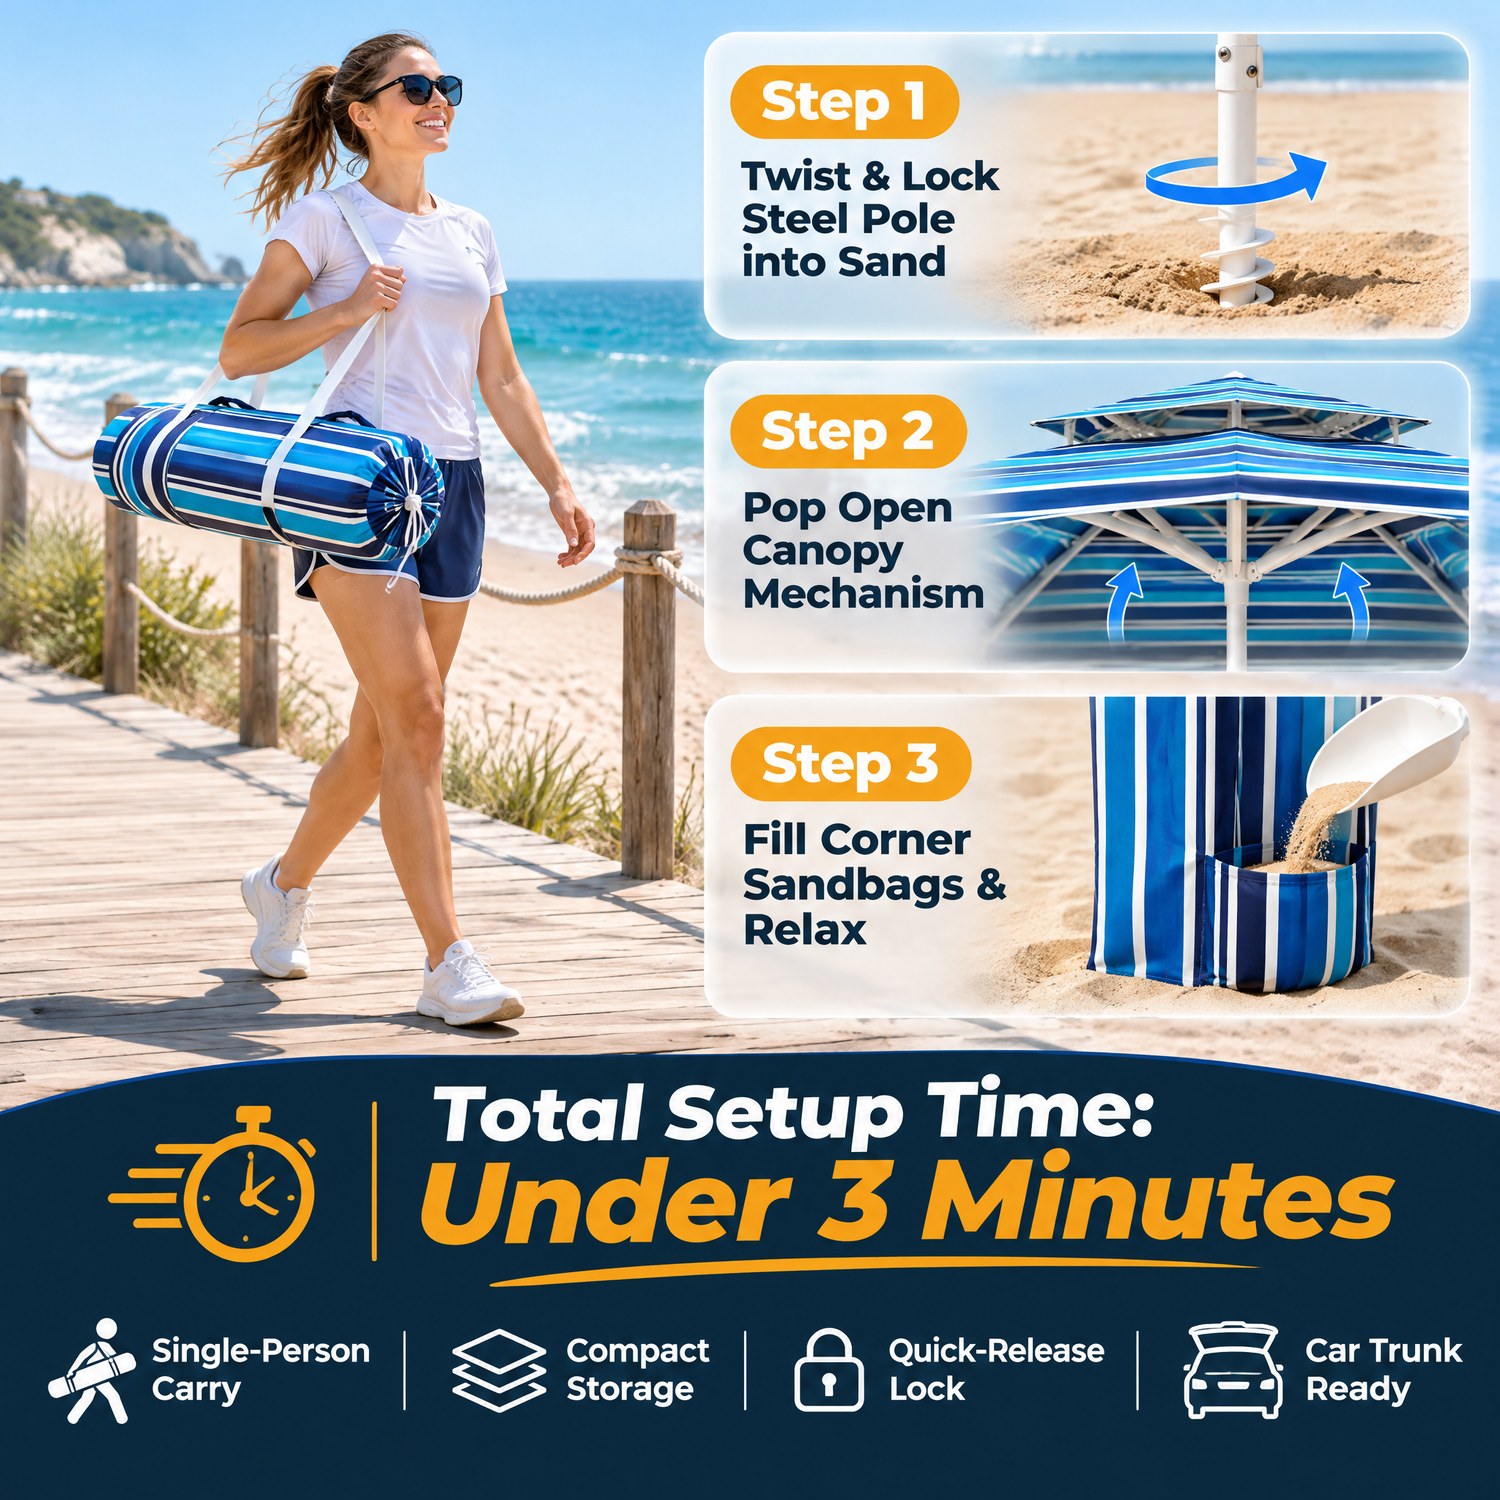 Step 1
Twist & Lock
Steel Pole
into Sand
Step 2
Pop Open
Canopy
Mechanism
Step 3
Fill Corner
Sandbags &
Relax
Total Setup Time:
Under 3 Minutes
Single-Person
Carry
Compact
Storage
Quick-Release
Lock
Car Trunk
Ready